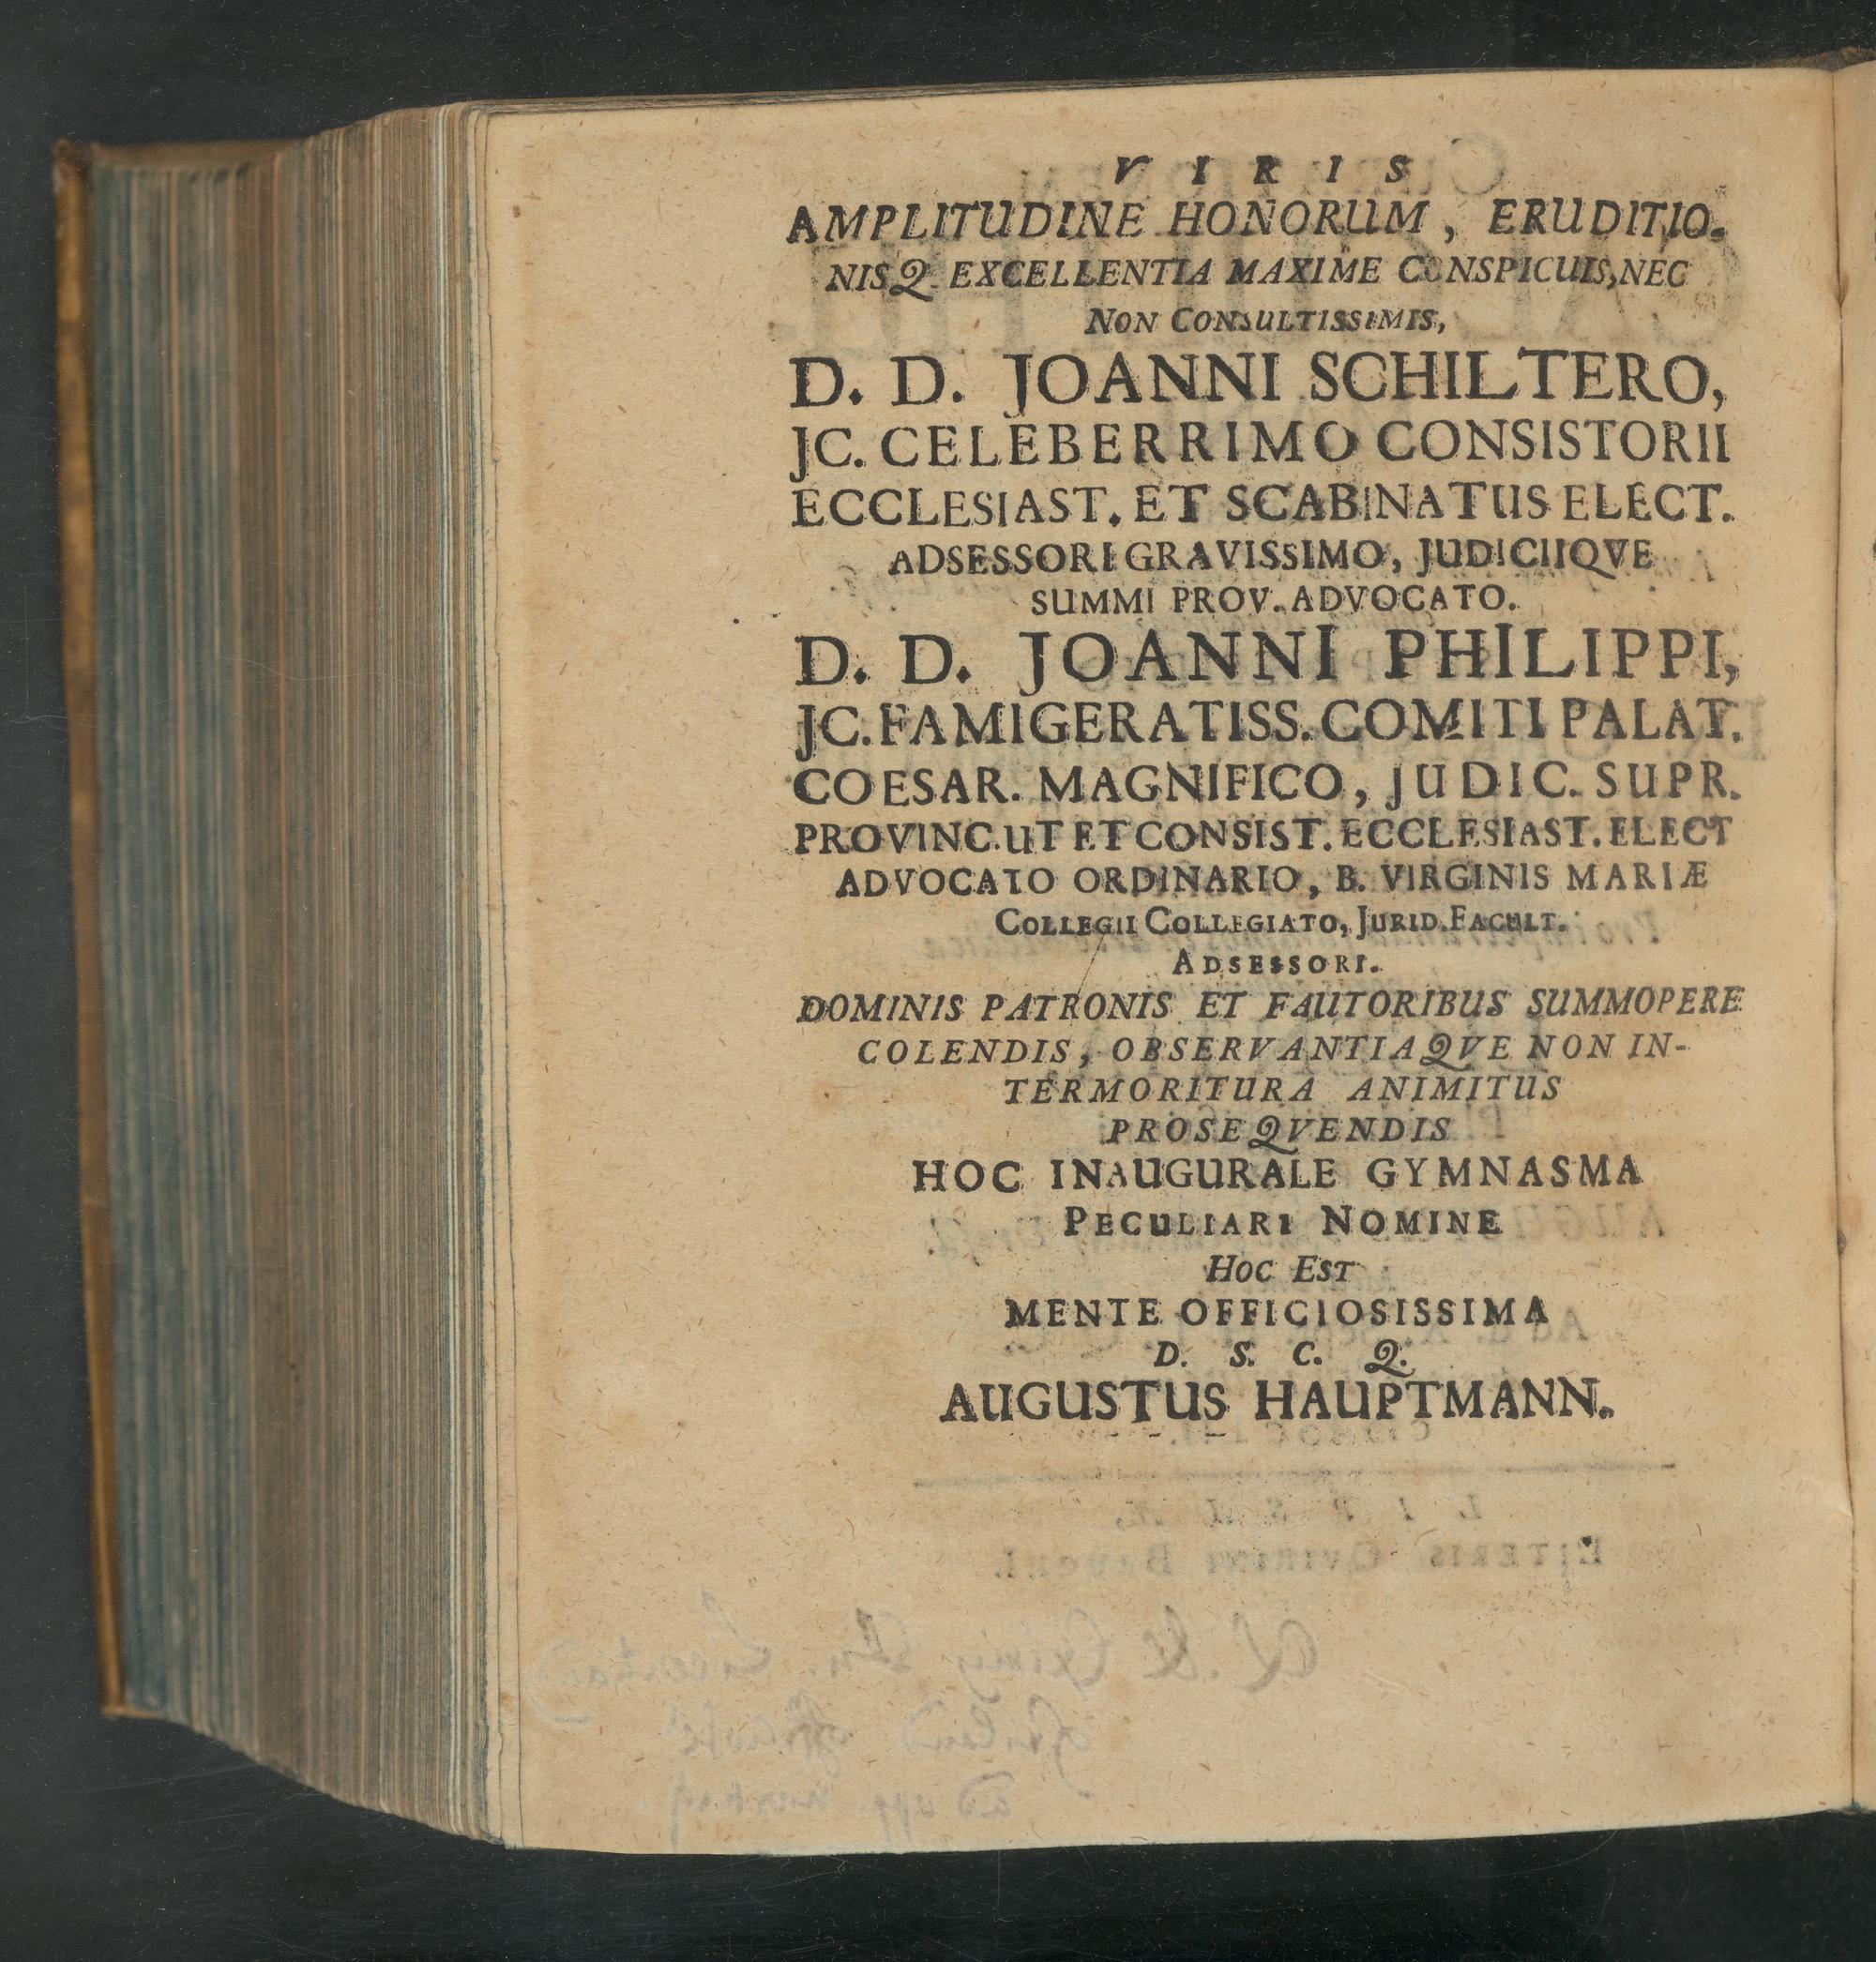 VIRIS
AMPLITUDINE HONORUM, ERUDITIO-
NISQ. EXCELLENTIA MAXIME CONSPICUIS, NEC
NON CONSULTISSIMIS,
D. D. JOANNI SCHILTERO,
JC. CELEBERRIMO CONSISTORII
ECCLESIAST. ET SCABINATUS ELECT.
ADSESSORI GRAVISSIMO, JUDICIIQVE
SUMMI PROV. ADVOCATO.
D. D. JOANNI PHILIPPI,
JC. FAMIGERATISS. COMITI PALAT.
COESAR. MAGNIFICO, JUDIC. SUPR.
PROVINC. UT ET CONSIST. ECCLESIAST. ELECT
ADVOCATO ORDINARIO, B. VIRGINIS MARIÆ
COLLEGII COLLEGIATO, JURID. FACULT.
ADSESSORI.
DOMINIS PATRONIS ET FAUTORIBUS SUMMOPERE
COLENDIS, OBSERVANTIAQVE NON IN-
TERMORITURA ANIMITUS
PROSEQVENDIS
HOC INAUGURALE GYMNASMA
PECULIARI NOMINE
HOC EST
MENTE OFFICIOSISSIMA
D. S. C. Q.
AUGUSTUS HAUPTMANN.